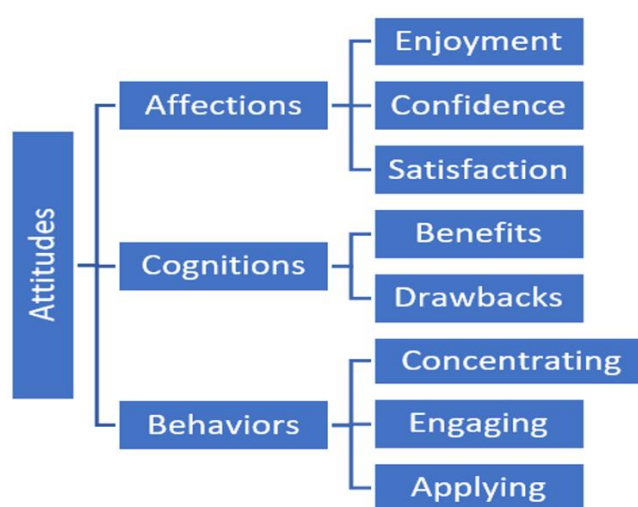 Attitudes
Affections
Enjoyment
Confidence
Satisfaction
Cognitions
Benefits
Drawbacks
Behaviors
Concentrating
Engaging
Applying